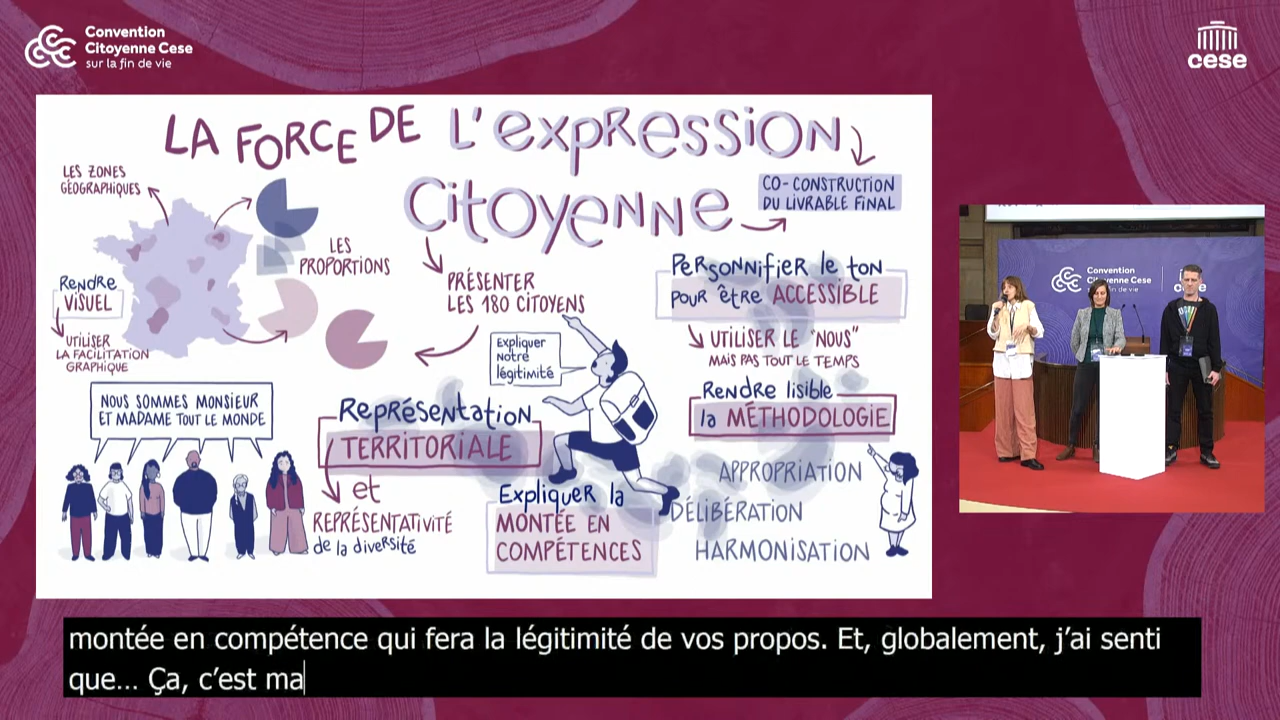 Convention
Citoyenne Cese
sur la fin de vie
cese
LA FORCE DE L'EXPRESSION
CITOYENNE
CO-CONSTRUCTION
DU LIVRABLE FINAL
LES ZONES
GÉOGRAPHIQUES
LES
PROPORTIONS
RENDRE
VISUEL
UTILISER
LA FACILITATION
GRAPHIQUE
PRÉSENTER
LES 180 CITOYENS
Expliquer
notre
légitimité
PERSONNIFIER le ton
pour être ACCESSIBLE
UTILISER LE "NOUS"
MAIS PAS TOUT LE TEMPS
Rendre lisible
la MÉTHODOLOGIE
APPROPRIATION
DÉLIBÉRATION
HARMONISATION
NOUS SOMMES MONSIEUR
ET MADAME TOUT LE MONDE
Représentation
TERRITORIALE
et
REPRÉSENTATIVITÉ
de la diversité
Expliquer la
MONTÉE EN
COMPÉTENCES
Convention
Citoyenne Cese
sur la fin de vie
montée en compétence qui fera la légitimité de vos propos. Et, globalement, j'ai senti
que… Ça, c'est ma